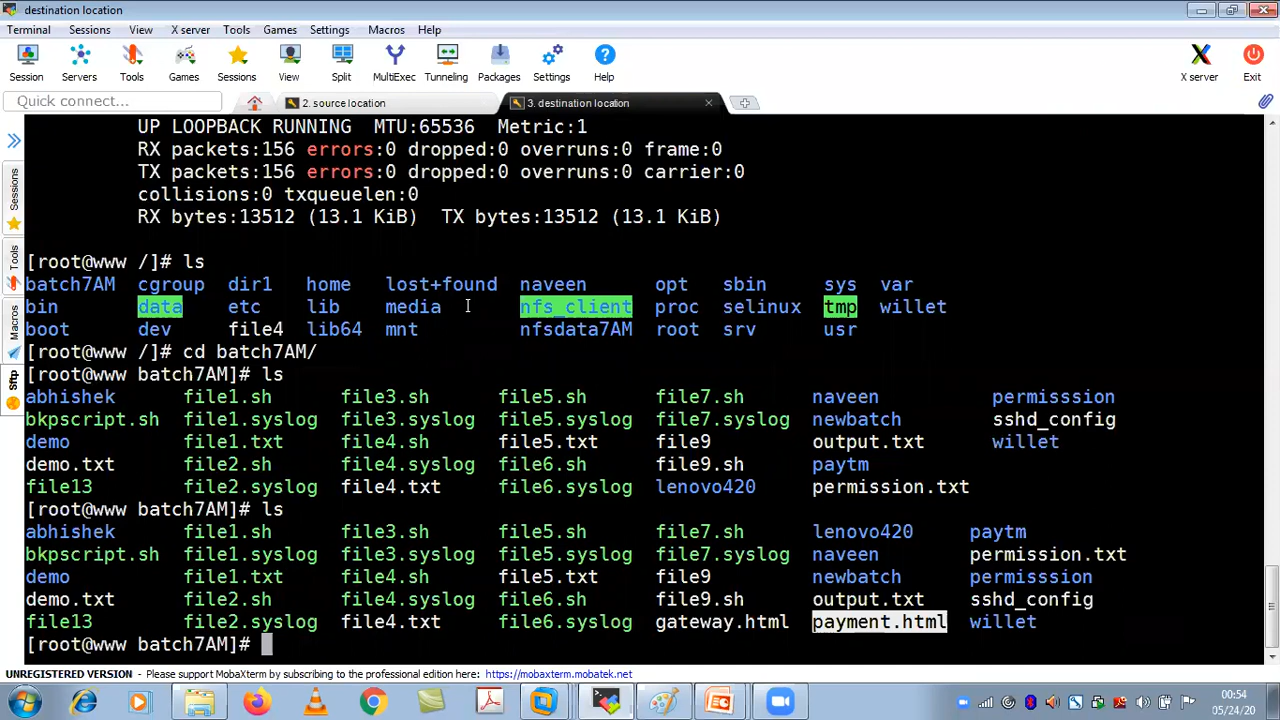 destination location
Terminal Sessions View X server Tools Games Settings Macros Help
Session Servers Tools Games Sessions View Split MultiExec Tunneling Packages Settings Help X server Exit
Quick connect...
2. source location
3. destination location
Sessions
Tools
Macros
Sftp
UP LOOPBACK RUNNING  MTU:65536  Metric:1
RX packets:156 errors:0 dropped:0 overruns:0 frame:0
TX packets:156 errors:0 dropped:0 overruns:0 carrier:0
collisions:0 txqueuelen:0
RX bytes:13512 (13.1 KiB)  TX bytes:13512 (13.1 KiB)
[root@www /]# ls
batch7AM cgroup dir1 home lost+found naveen opt sbin sys var
bin data etc lib media nfs_client proc selinux tmp willet
boot dev file4 lib64 mnt nfsdata7AM root srv usr
[root@www /]# cd batch7AM/
[root@www batch7AM]# ls
abhishek file1.sh file3.sh file5.sh file7.sh naveen permisssion
bkpscript.sh file1.syslog file3.syslog file5.syslog file7.syslog newbatch sshd_config
demo file1.txt file4.sh file5.txt file9 output.txt willet
demo.txt file2.sh file4.syslog file6.sh file9.sh paytm
file13 file2.syslog file4.txt file6.syslog lenovo420 permission.txt
[root@www batch7AM]# ls
abhishek file1.sh file3.sh file5.sh file7.sh lenovo420 paytm
bkpscript.sh file1.syslog file3.syslog file5.syslog file7.syslog naveen permission.txt
demo file1.txt file4.sh file5.txt file9 newbatch permisssion
demo.txt file2.sh file4.syslog file6.sh file9.sh output.txt sshd_config
file13 file2.syslog file4.txt file6.syslog gateway.html payment.html willet
[root@www batch7AM]#
UNREGISTERED VERSION - Please support MobaXterm by subscribing to the professional edition here: https://mobaxterm.mobatek.net
00:54
05/24/20